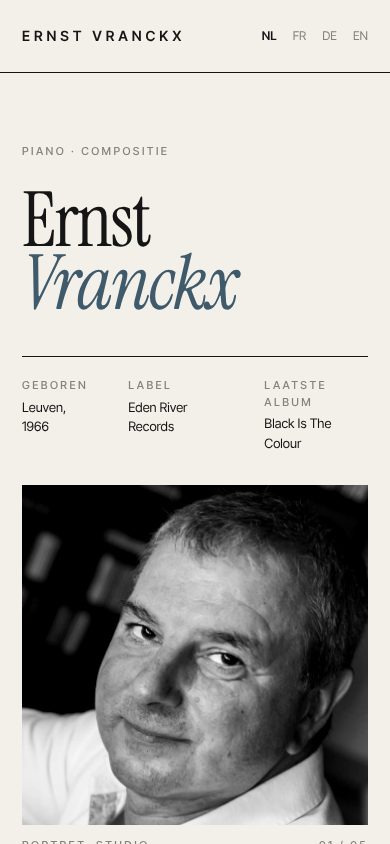 ERNST VRANCKX
NL FR DE EN
PIANO · COMPOSITIE
Ernst
Vranckx
GEBOREN
Leuven,
1966
LABEL
Eden River
Records
LAATSTE
ALBUM
Black Is The
Colour